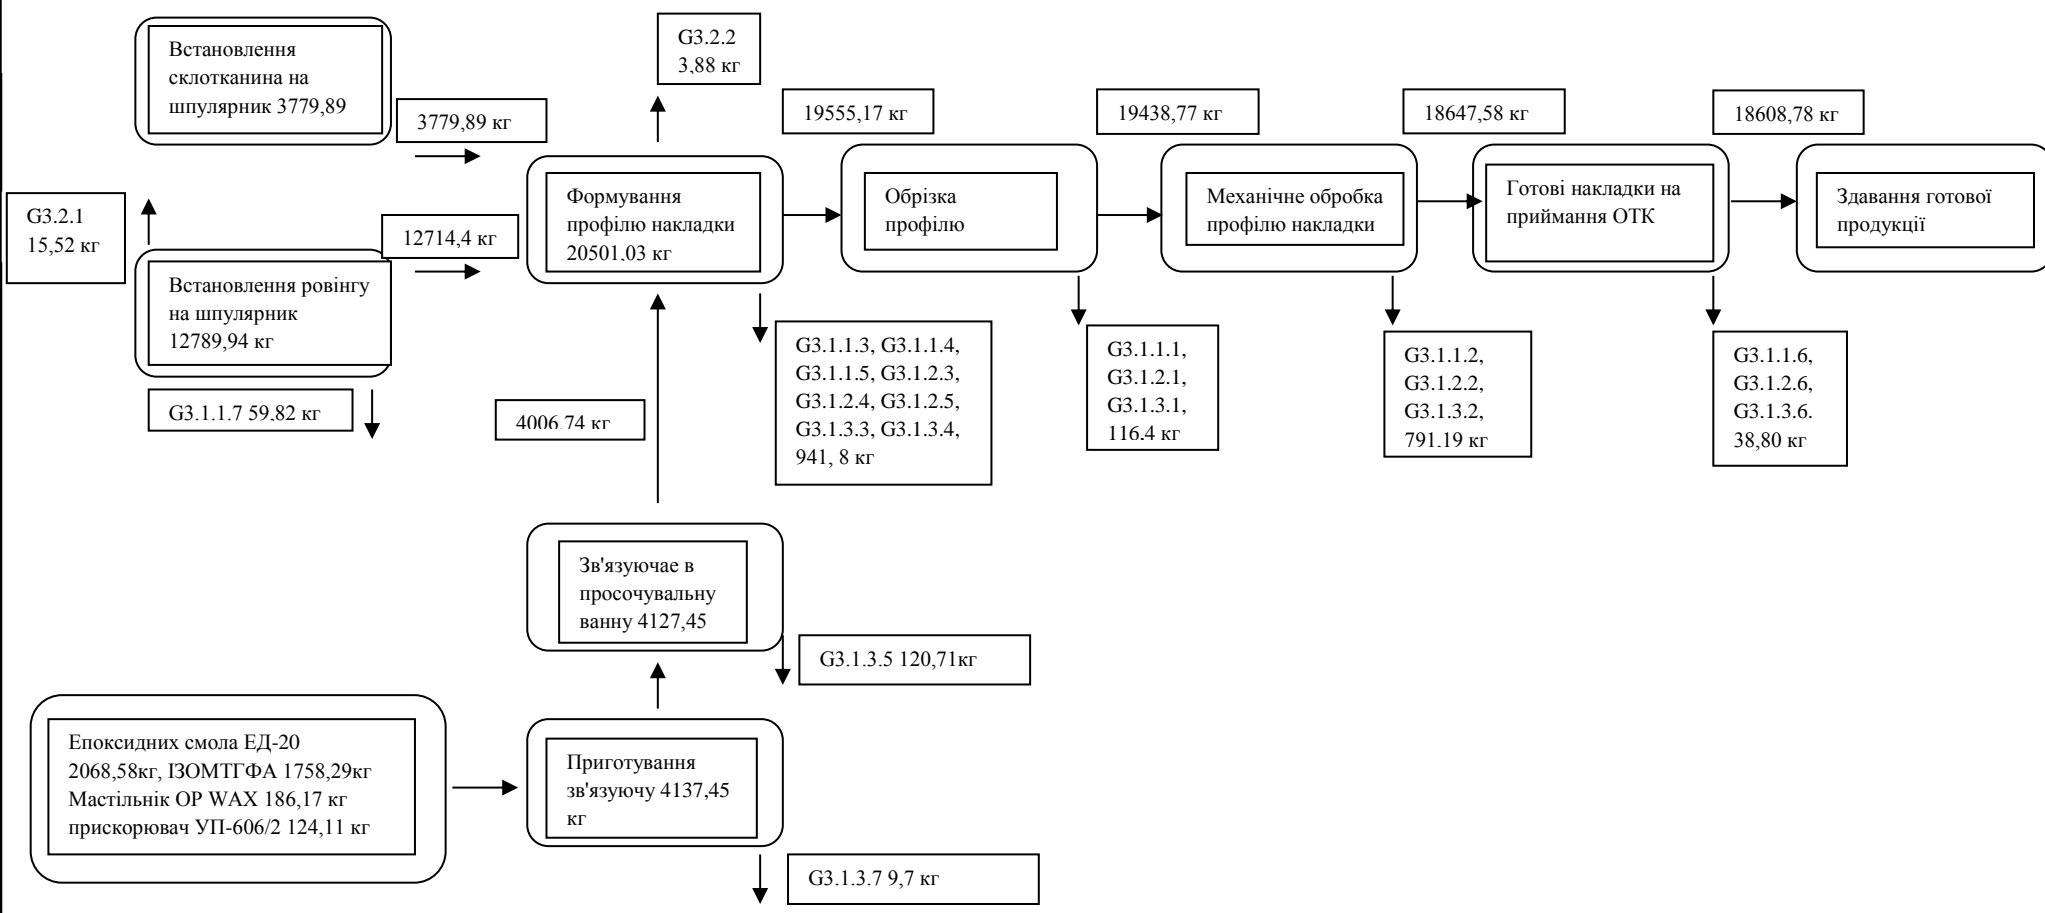 Встановлення
склотканина на
шпулярник 3779,89
3779,89 кг
G3.2.2
3,88 кг
19555,17 кг
19438,77 кг
18647,58 кг
18608,78 кг
G3.2.1
15,52 кг
12714,4 кг
Встановлення ровінгу
на шпулярник
12789,94 кг
G3.1.1.7 59,82 кг
Формування
профілю накладки
20501,03 кг
Обрізка
профілю
Механічне обробка
профілю накладки
Готові накладки на
приймання ОТК
Здавання готової
продукції
4006,74 кг
G3.1.1.3, G3.1.1.4,
G3.1.1.5, G3.1.2.3,
G3.1.2.4, G3.1.2.5,
G3.1.3.3, G3.1.3.4,
941, 8 кг
G3.1.1.1,
G3.1.2.1,
G3.1.3.1,
116,4 кг
G3.1.1.2,
G3.1.2.2,
G3.1.3.2,
791,19 кг
G3.1.1.6,
G3.1.2.6,
G3.1.3.6.
38,80 кг
Зв'язуючае в
просочувальну
ванну 4127,45
G3.1.3.5 120,71кг
Епоксидних смола ЕД-20
2068,58кг, ІЗОМТГФА 1758,29кг
Мастільнік OP WAX 186,17 кг
прискорювач УП-606/2 124,11 кг
Приготування
зв'язуючу 4137,45
кг
G3.1.3.7 9,7 кг